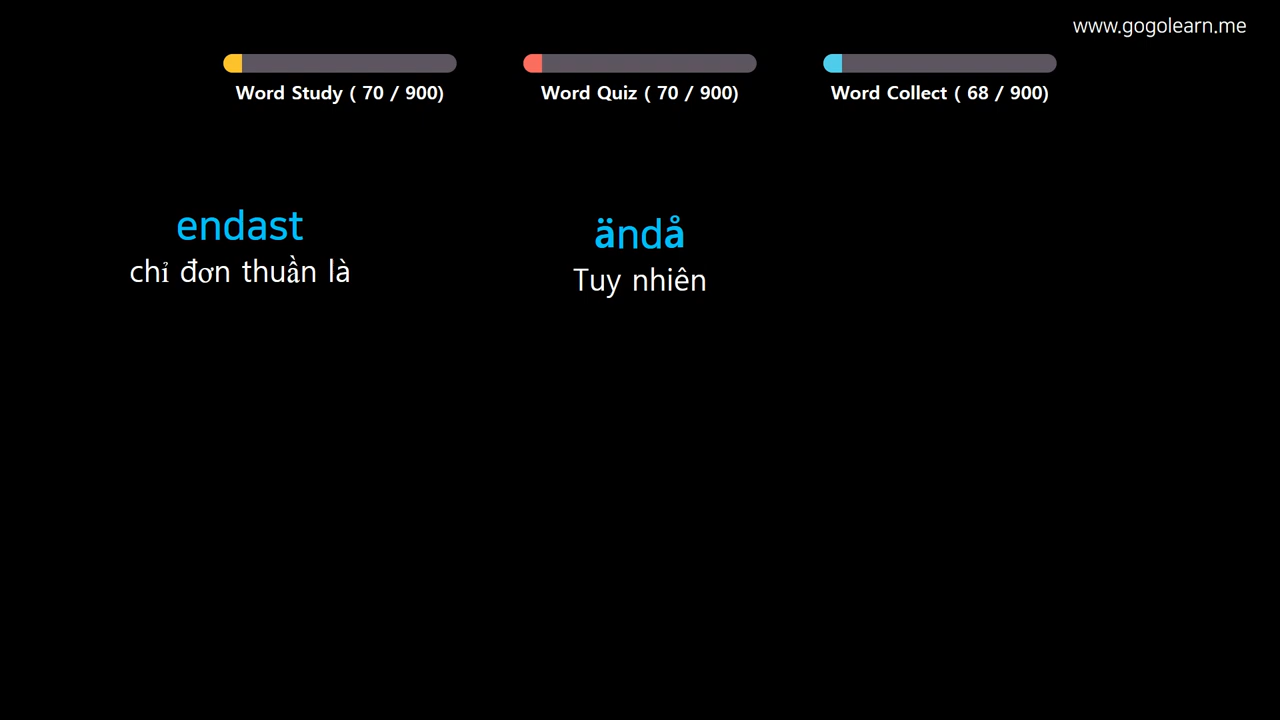 www.gogolearn.me
Word Study ( 70 / 900)
Word Quiz ( 70 / 900)
Word Collect ( 68 / 900)
endast
chỉ đơn thuần là
ändå
Tuy nhiên